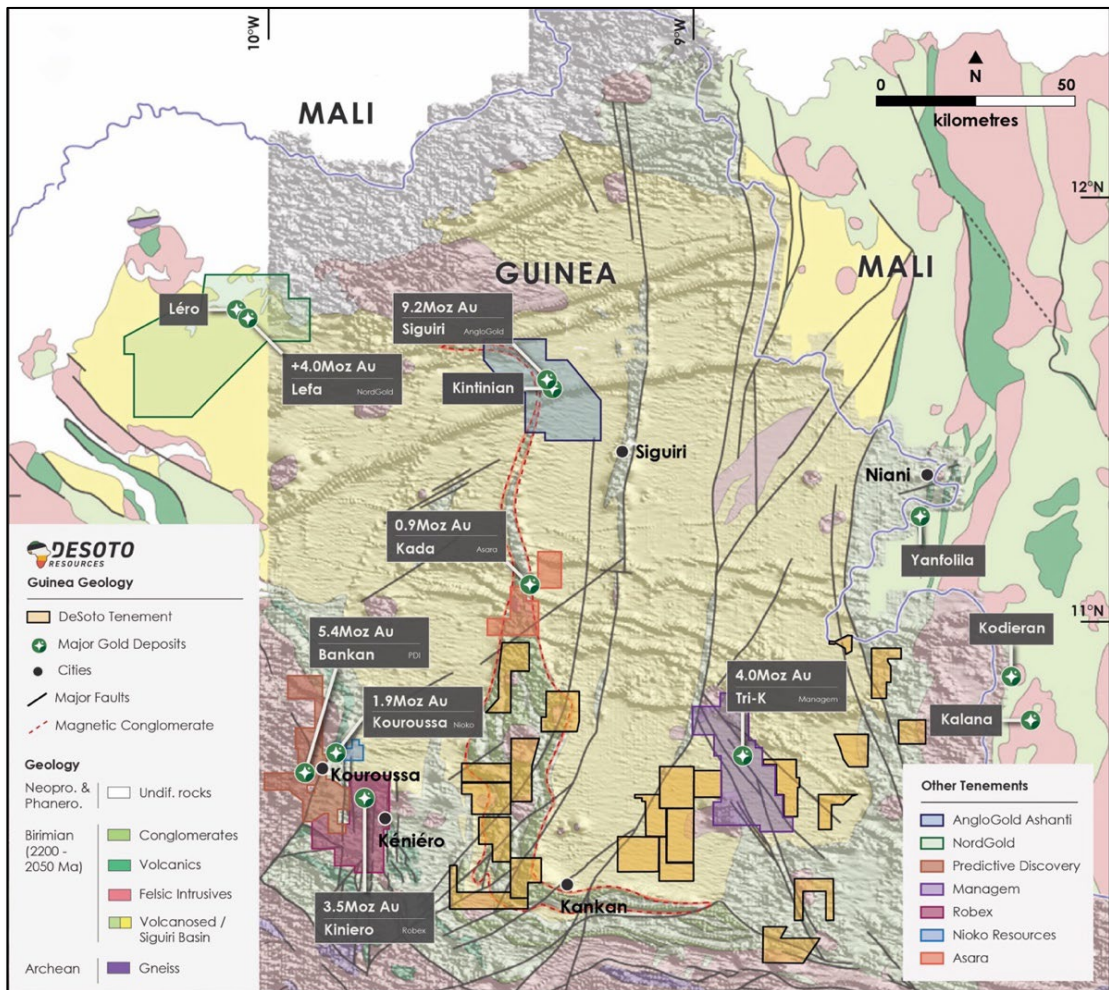 10°W
9°W
N
0
50
kilometres
MALI
12°N
GUINEA
MALI
9.2Moz Au
Siguiri
AngloGold
Léro
+4.0Moz Au
Lefa
NordGold
Kintinian
Siguiri
Niani
0.9Moz Au
Kada
Asara
Yanfolila
11°N
Kodieran
5.4Moz Au
Bankan
PDI
4.0Moz Au
Tri-K
Managem
1.9Moz Au
Kouroussa
Nioko
Kalana
Kouroussa
Kéniéro
Kankan
3.5Moz Au
Kiniero
Robex
DESOTO
RESOURCES
Guinea Geology
DeSoto Tenement
Major Gold Deposits
Cities
Major Faults
Magnetic Conglomerate
Geology
Neopro. &
Phanero.
Undif. rocks
Birimian
(2200 -
2050 Ma)
Conglomerates
Volcanics
Felsic Intrusives
Volcanosed /
Siguiri Basin
Archean
Gneiss
Other Tenements
AngloGold Ashanti
NordGold
Predictive Discovery
Managem
Robex
Nioko Resources
Asara